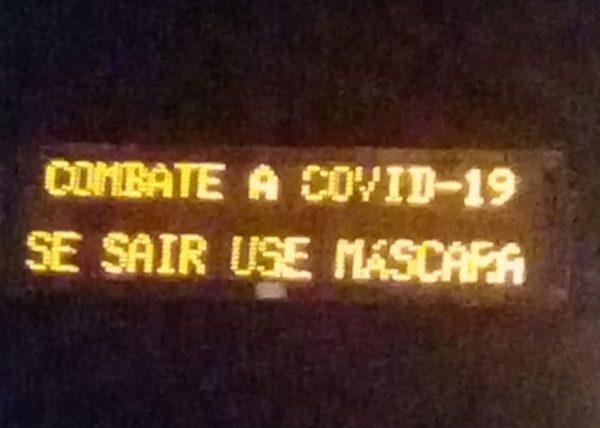 COMBATE A COVID-19
SE SAIR USE MASCARA